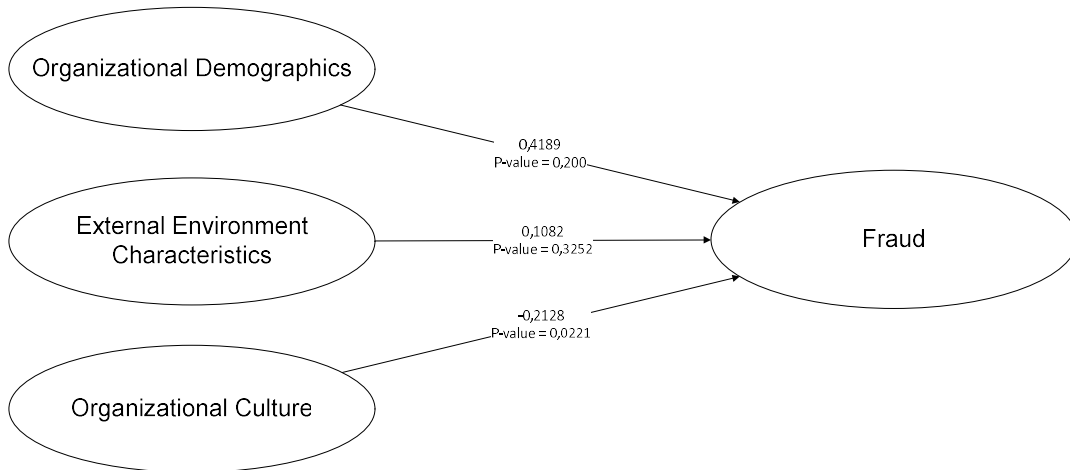 Organizational Demographics
0,4189
P-value = 0,200
External Environment
Characteristics
0,1082
P-value = 0,3252
Fraud
-0,2128
P-value = 0,0221
Organizational Culture